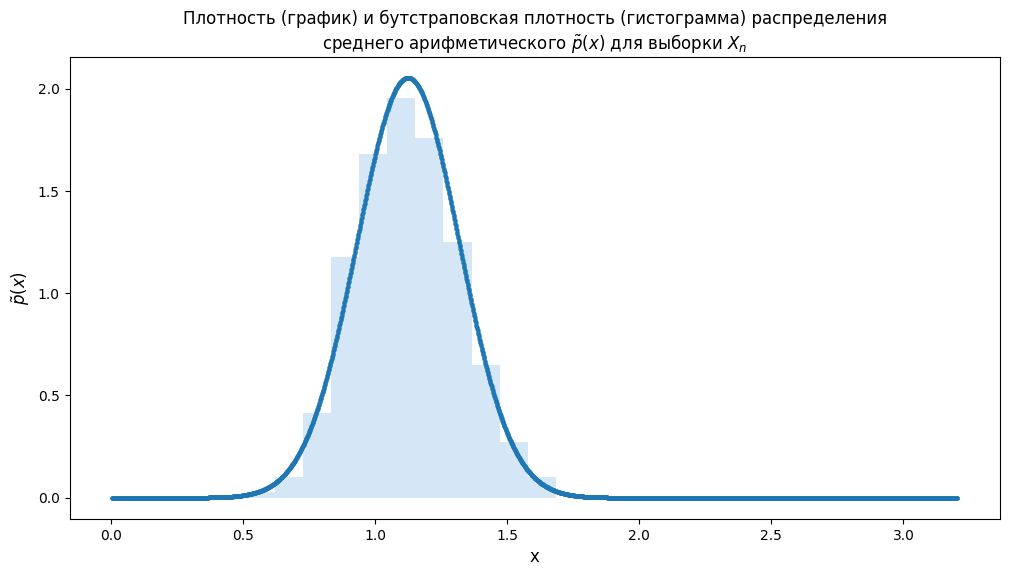 Плотность (график) и бутстраповская плотность (гистограмма) распределения
среднего арифметического p̃(x) для выборки Xₙ
p̃(x)
2.0
1.5
1.0
0.5
0.0
0.0 0.5 1.0 1.5 2.0 2.5 3.0
x